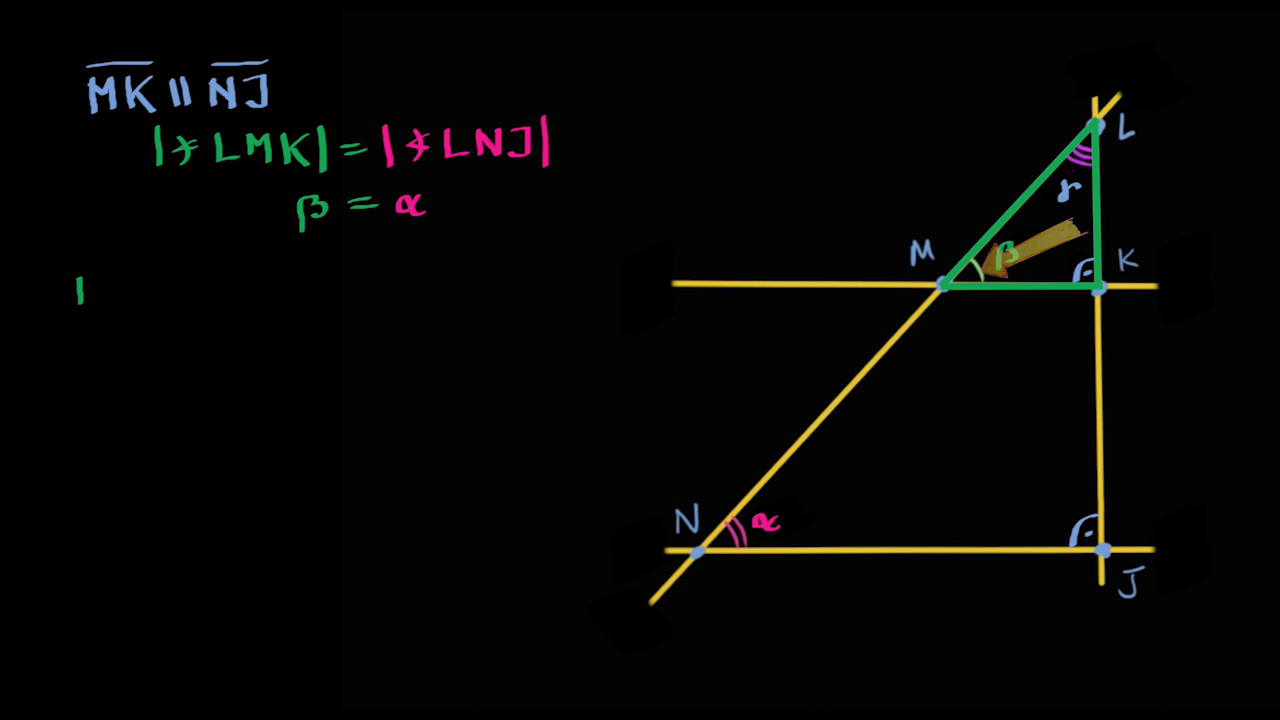 MK ∥ NJ
|∡LMK| = |∡LNJ|
β = α
|
L
γ
M
β
K
N
α
J